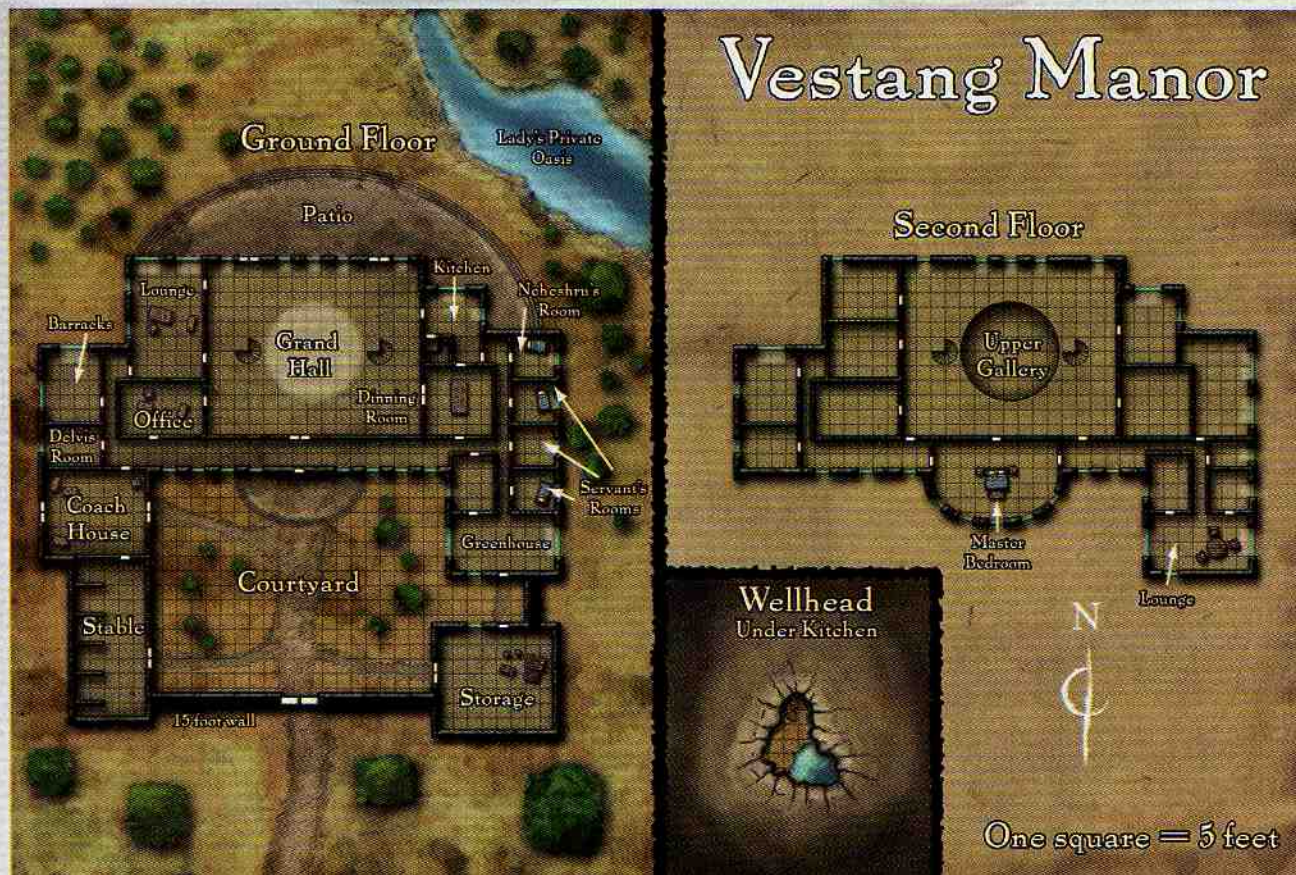 Vestang Manor
Ground Floor
Lady's Private
Oasis
Patio
Kitchen
Neheshru's
Room
Lounge
Barracks
Grand
Hall
Dinning
Room
Office
Delvis
Room
Servant's
Rooms
Coach
House
Greenhouse
Courtyard
Stable
Storage
15 foot wall
Second Floor
Upper
Gallery
Master
Bedroom
Lounge
Wellhead
Under Kitchen
N
One square = 5 feet